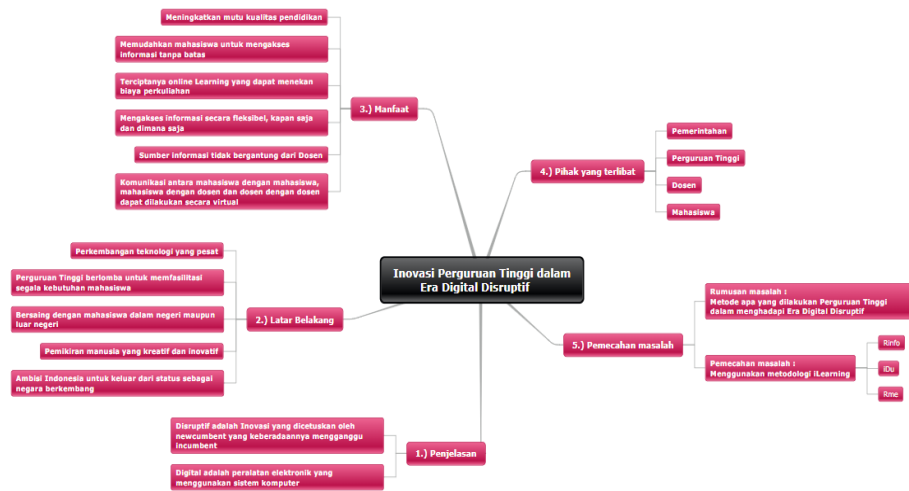 Inovasi Perguruan Tinggi dalam
Era Digital Disruptif
1.) Penjelasan
Disruptif adalah Inovasi yang dicetuskan oleh
newcumbent yang keberadaannya mengganggu
incumbent
Digital adalah peralatan elektronik yang
menggunakan sistem komputer
2.) Latar Belakang
Perkembangan teknologi yang pesat
Perguruan Tinggi berlomba untuk memfasilitasi
segala kebutuhan mahasiswa
Bersaing dengan mahasiswa dalam negeri maupun
luar negeri
Pemikiran manusia yang kreatif dan inovatif
Ambisi Indonesia untuk keluar dari status sebagai
negara berkembang
3.) Manfaat
Meningkatkan mutu kualitas pendidikan
Memudahkan mahasiswa untuk mengakses
informasi tanpa batas
Terciptanya online Learning yang dapat menekan
biaya perkuliahan
Mengakses informasi secara fleksibel, kapan saja
dan dimana saja
Sumber informasi tidak bergantung dari Dosen
Komunikasi antara mahasiswa dengan mahasiswa,
mahasiswa dengan dosen dan dosen dengan dosen
dapat dilakukan secara virtual
4.) Pihak yang terlibat
Pemerintahan
Perguruan Tinggi
Dosen
Mahasiswa
5.) Pemecahan masalah
Rumusan masalah :
Metode apa yang dilakukan Perguruan Tinggi
dalam menghadapi Era Digital Disruptif
Pemecahan masalah :
Menggunakan metodologi iLearning
Rinfo
iDu
Rme